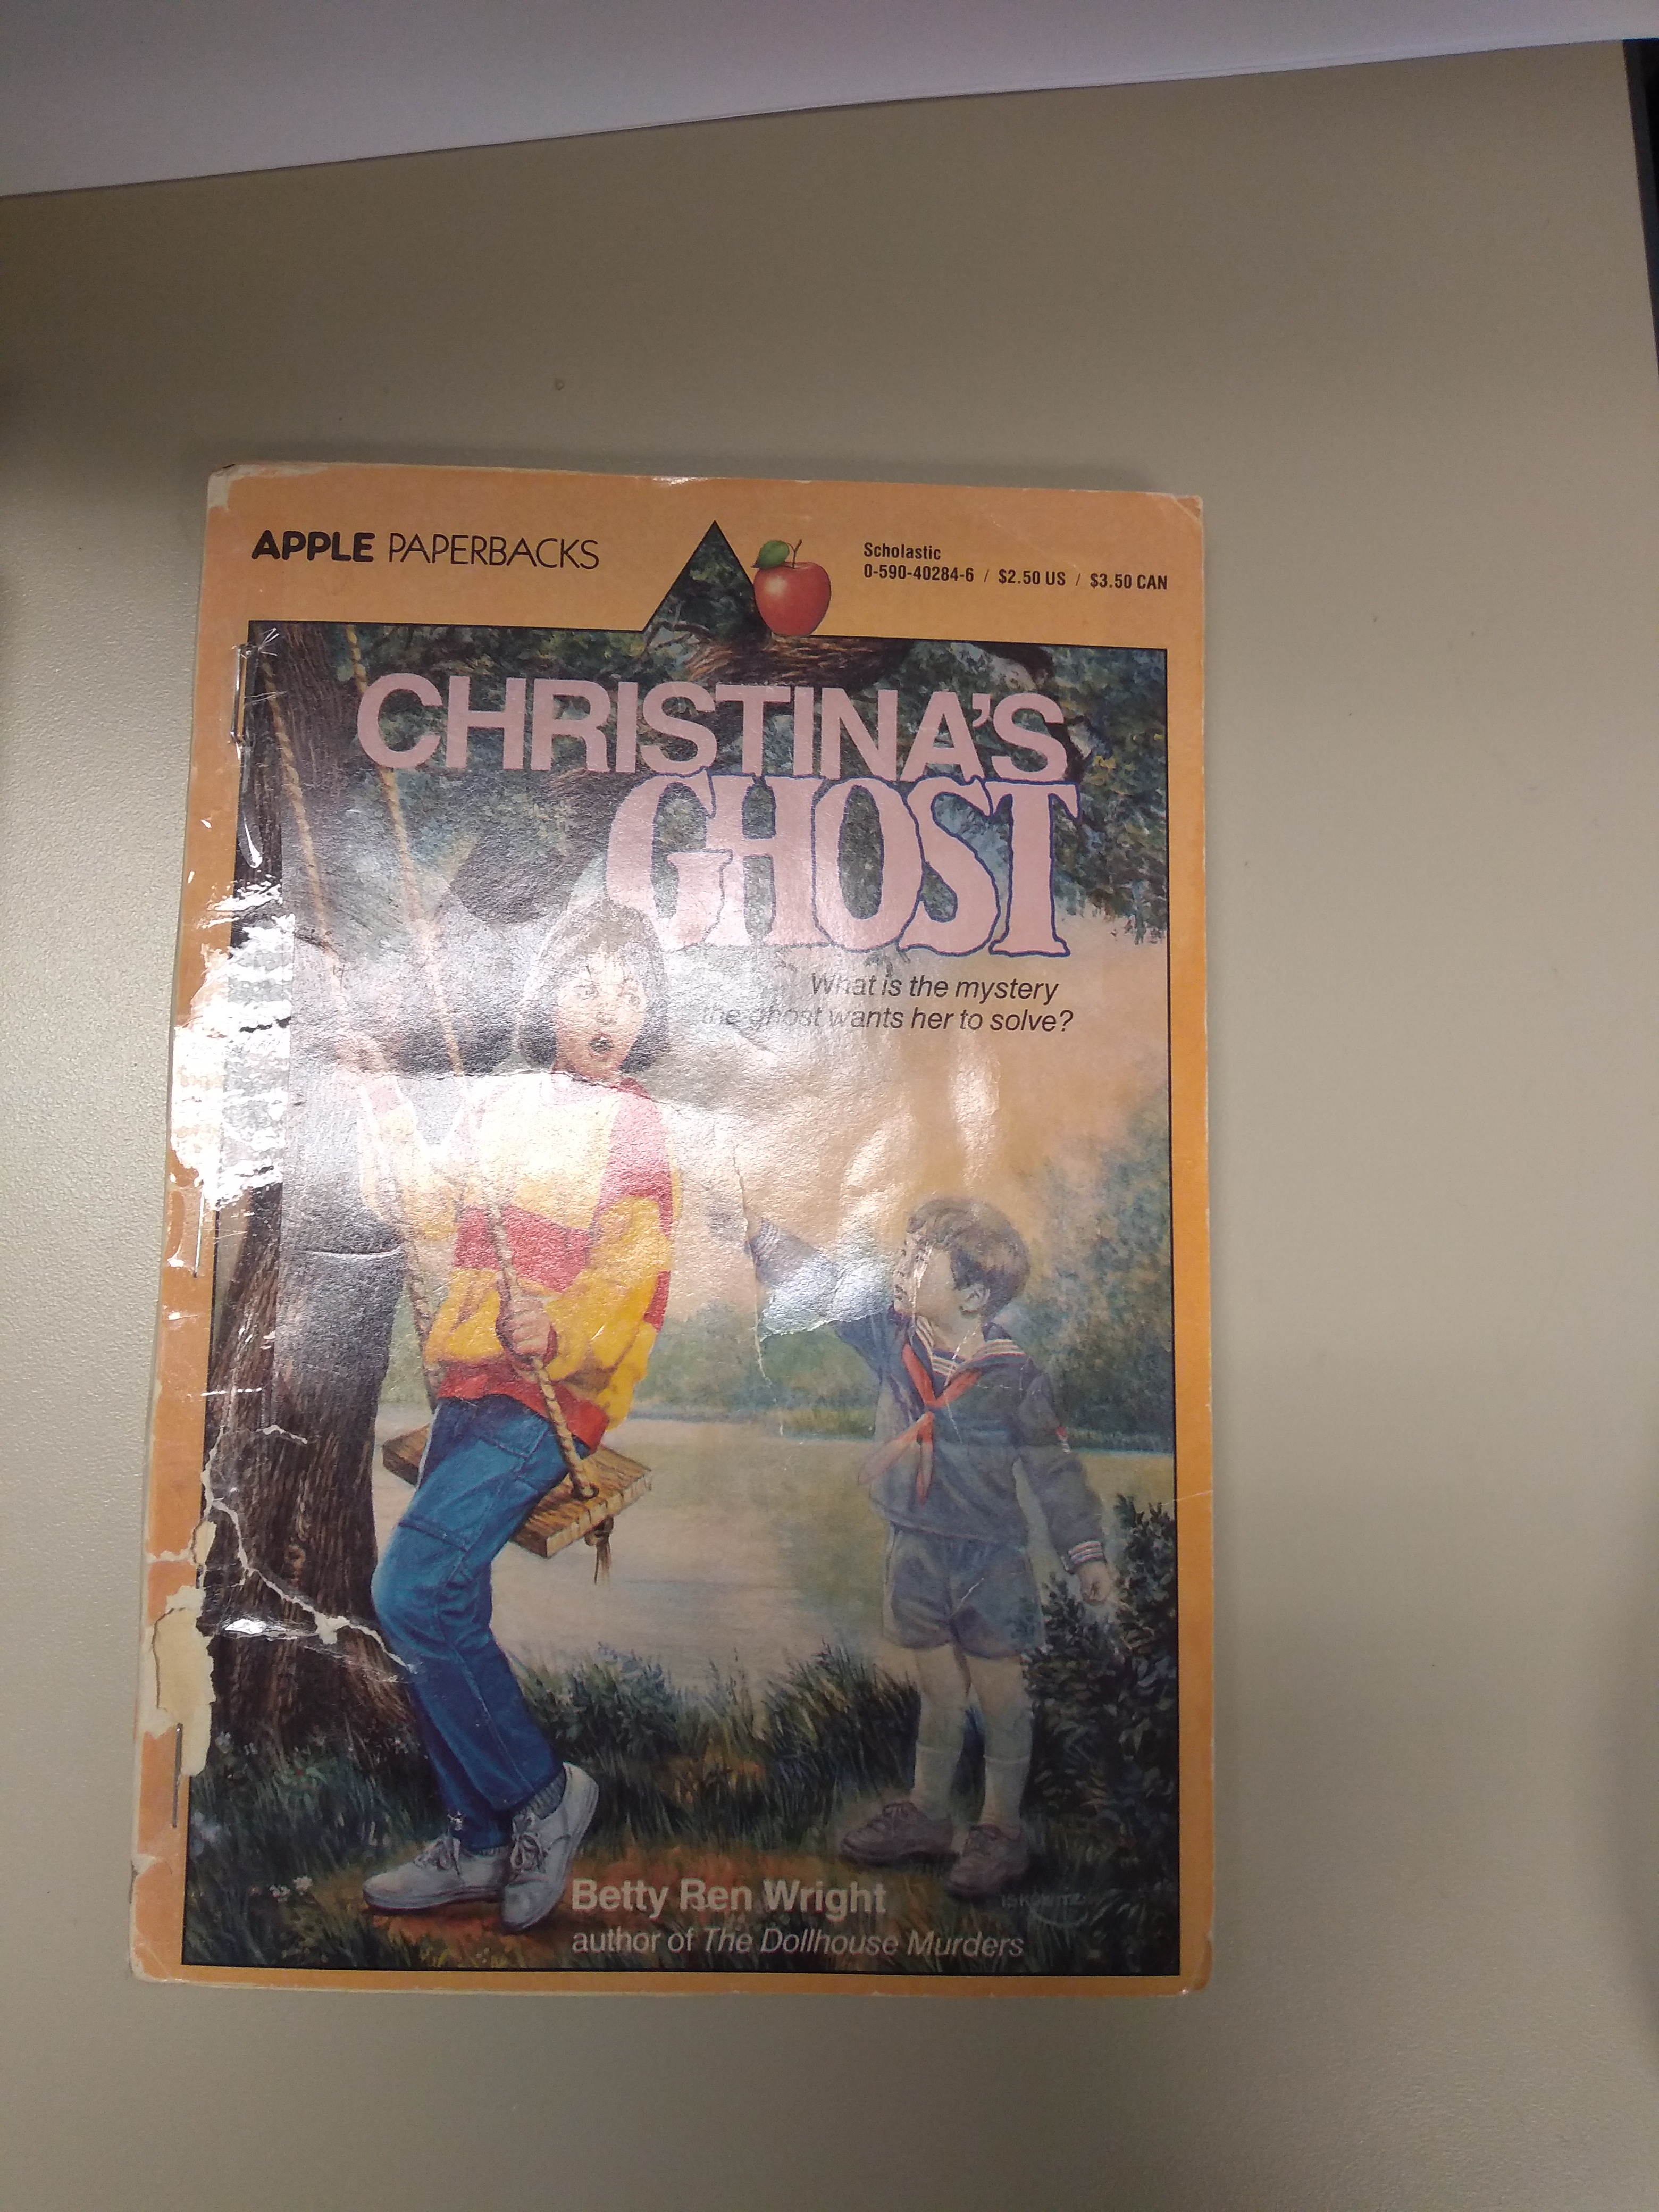 APPLE PAPERBACKS
Scholastic
0-590-40284-6 / $2.50 US / $3.50 CAN
CHRISTINA'S
GHOST
What is the mystery
the ghost wants her to solve?
Betty Ren Wright
author of The Dollhouse Murders